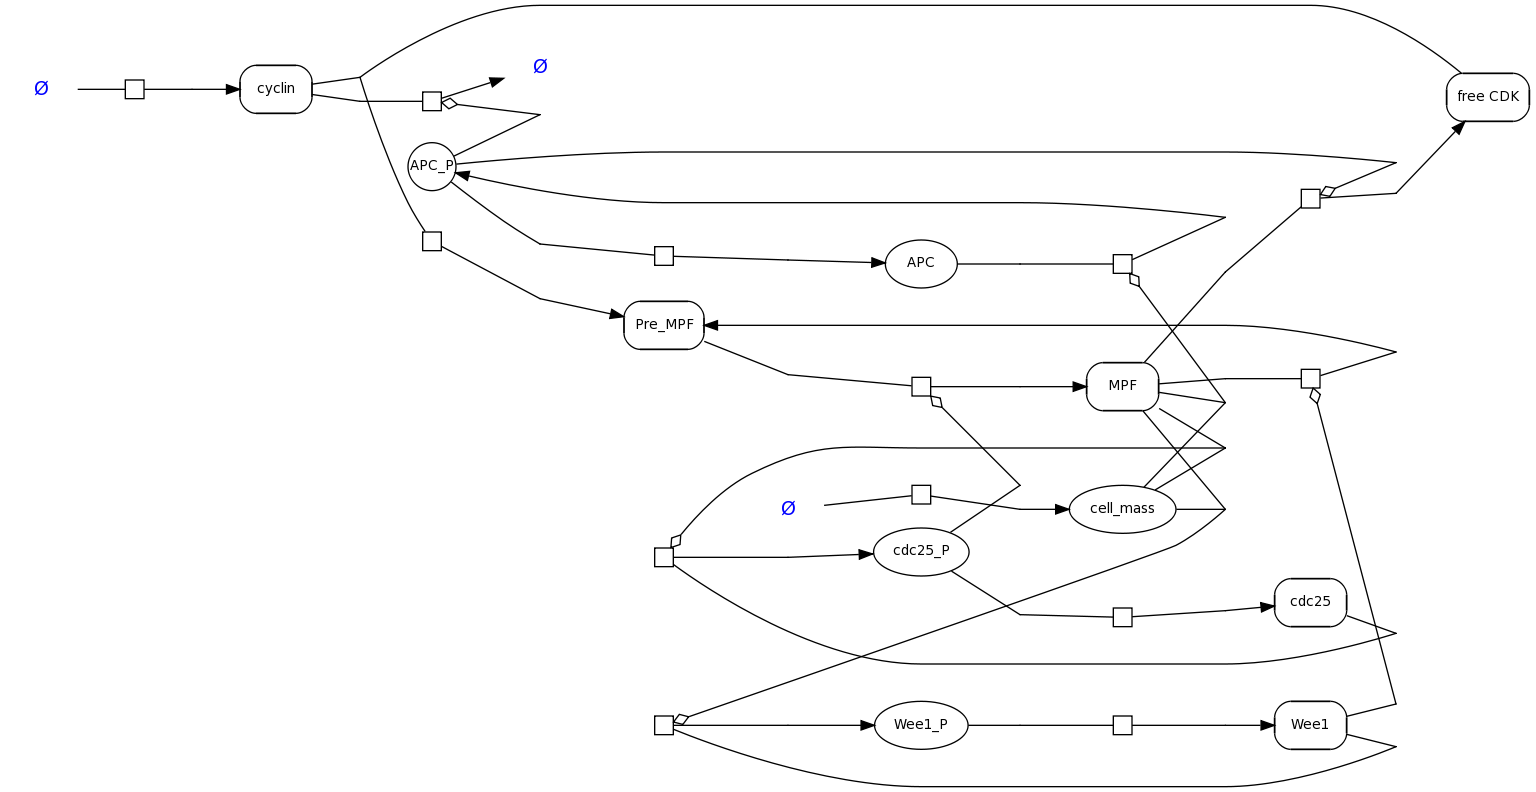 Ø
cyclin
Ø
free CDK
APC_P
APC
Pre_MPF
MPF
Ø
cell_mass
cdc25_P
cdc25
Wee1_P
Wee1